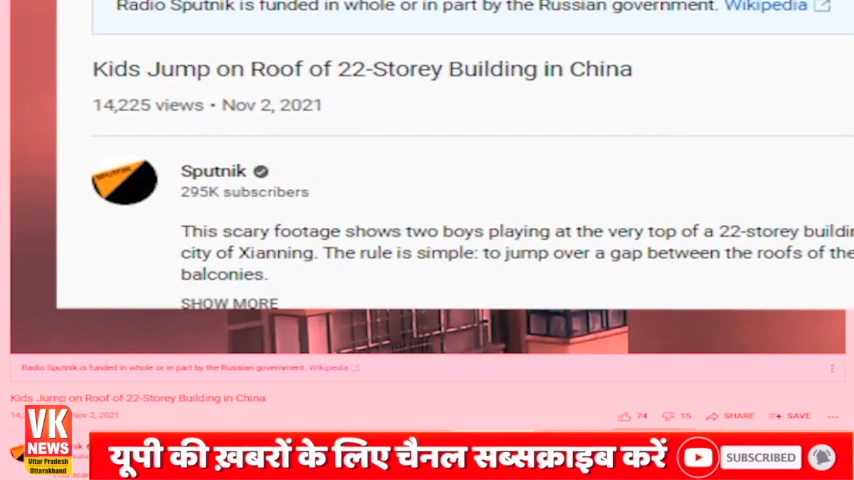 Radio Sputnik is funded in whole or in part by the Russian government. Wikipedia
Kids Jump on Roof of 22-Storey Building in China
14,225 views • Nov 2, 2021
Sputnik
295K subscribers
This scary footage shows two boys playing at the very top of a 22-storey
city of Xianning. The rule is simple: to jump over a gap between the roofs of the
balconies.
SHOW MORE
Radio Sputnik is funded in whole or in part by the Russian government. Wikipedia
Kids Jump on Roof of 22-Storey Building in China
Nov 2, 2021
74 15 SHARE SAVE
VK
NEWS
Uttar Pradesh
Uttarakhand
यूपी की ख़बरों के लिए चैनल सब्सक्राइब करें
SUBSCRIBED